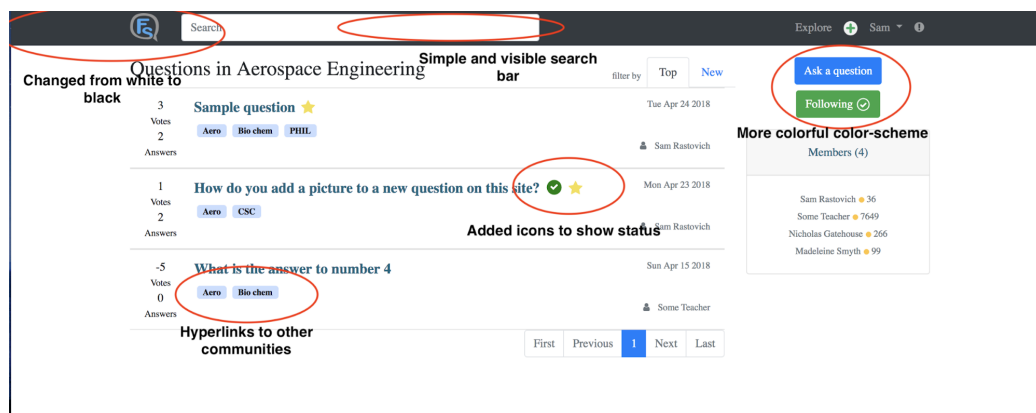 FS Search Explore Sam
Changed from white to
black
Questions in Aerospace Engineering
Simple and visible search
bar
filter by Top New
Ask a question
Following
More colorful color-scheme
3
Votes
2
Answers
Sample question
Aero Bio chem PHIL
Tue Apr 24 2018
Sam Rastovich
Members (4)
Sam Rastovich 36
Some Teacher 7649
Nicholas Gatehouse 266
Madeleine Smyth 99
1
Votes
2
Answers
How do you add a picture to a new question on this site?
Aero CSC
Mon Apr 23 2018
Sam Rastovich
Added icons to show status
-5
Votes
0
Answers
What is the answer to number 4
Aero Bio chem
Sun Apr 15 2018
Some Teacher
Hyperlinks to other
communities
First Previous 1 Next Last